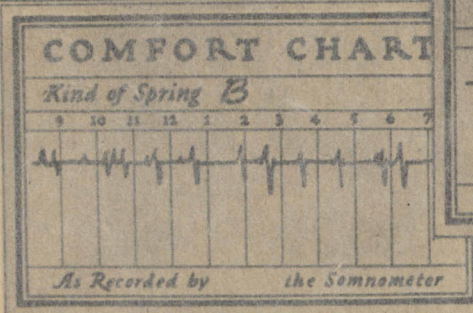 COMFORT CHART
Kind of Spring B
9 10 11 12 1 2 3 4 5 6 7
As Recorded by the Somnometer